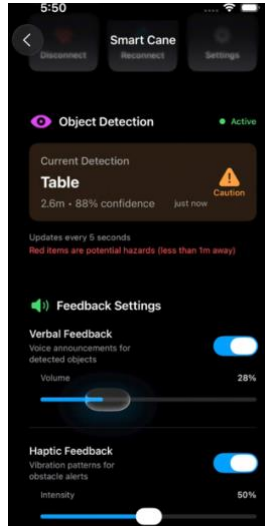 5:50
Smart Cane
Disconnect
Reconnect
Settings
Object Detection
Active
Current Detection
Table
Caution
2.6m • 88% confidence
just now
Updates every 5 seconds
Red items are potential hazards (less than 1m away)
Feedback Settings
Verbal Feedback
Voice announcements for
detected objects
Volume
28%
Haptic Feedback
Vibration patterns for
obstacle alerts
Intensity
50%